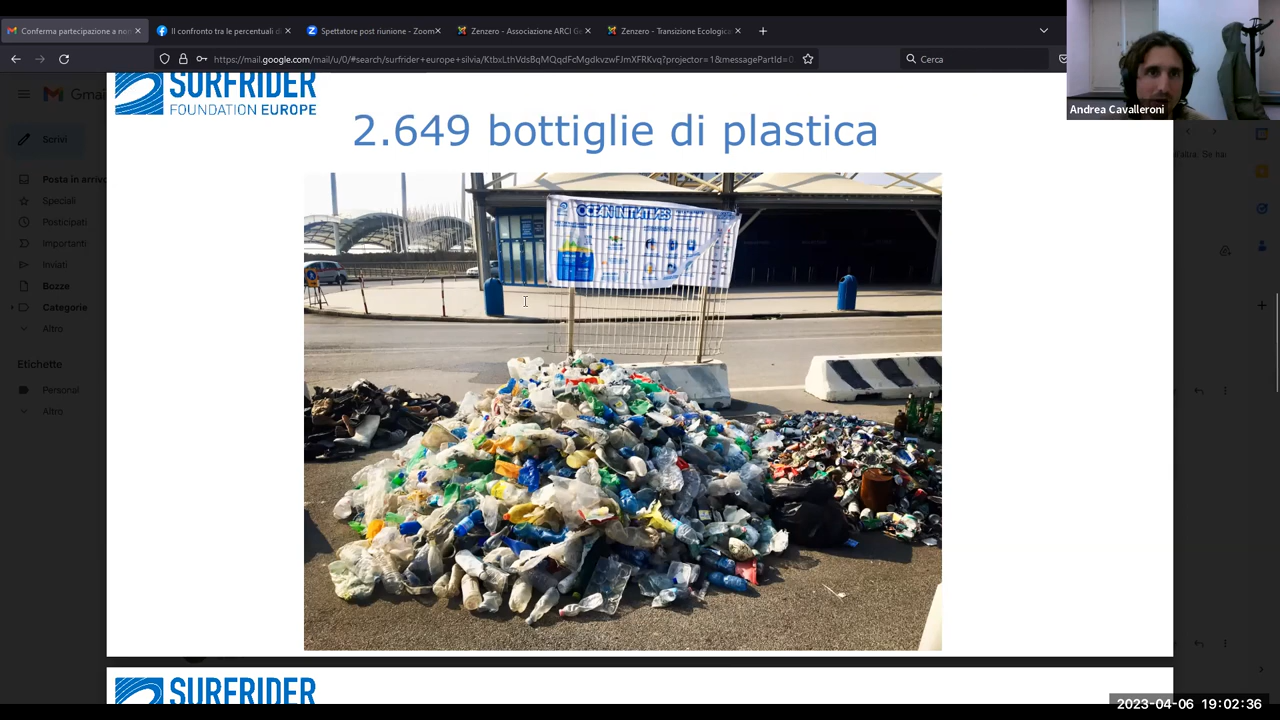 Conferma partecipazione a no
Il confronto tra le percentuali d
Spettatore post riunione - Zoom
Zenzero - Associazione ARCI G
Zenzero - Transizione Ecologica
https://mail.google.com/mail/u/0/#search/surfrider+europe+silvia/KtbxLthVdsBqMQqdFcMgdkvzwFJmXFRKvq?projector=1&messagePartId=0.
Cerca
Andrea Cavalleroni
Gmai
SURFRIDER
FOUNDATION EUROPE
2.649 bottiglie di plastica
Scrivi
Posta in arrivo
Speciali
Posticipati
Importanti
Inviati
Bozze
Categorie
Altro
Etichette
Personal
Altro
OCEAN INITIATIVES
SURFRIDER
2023-04-06 19:02:36